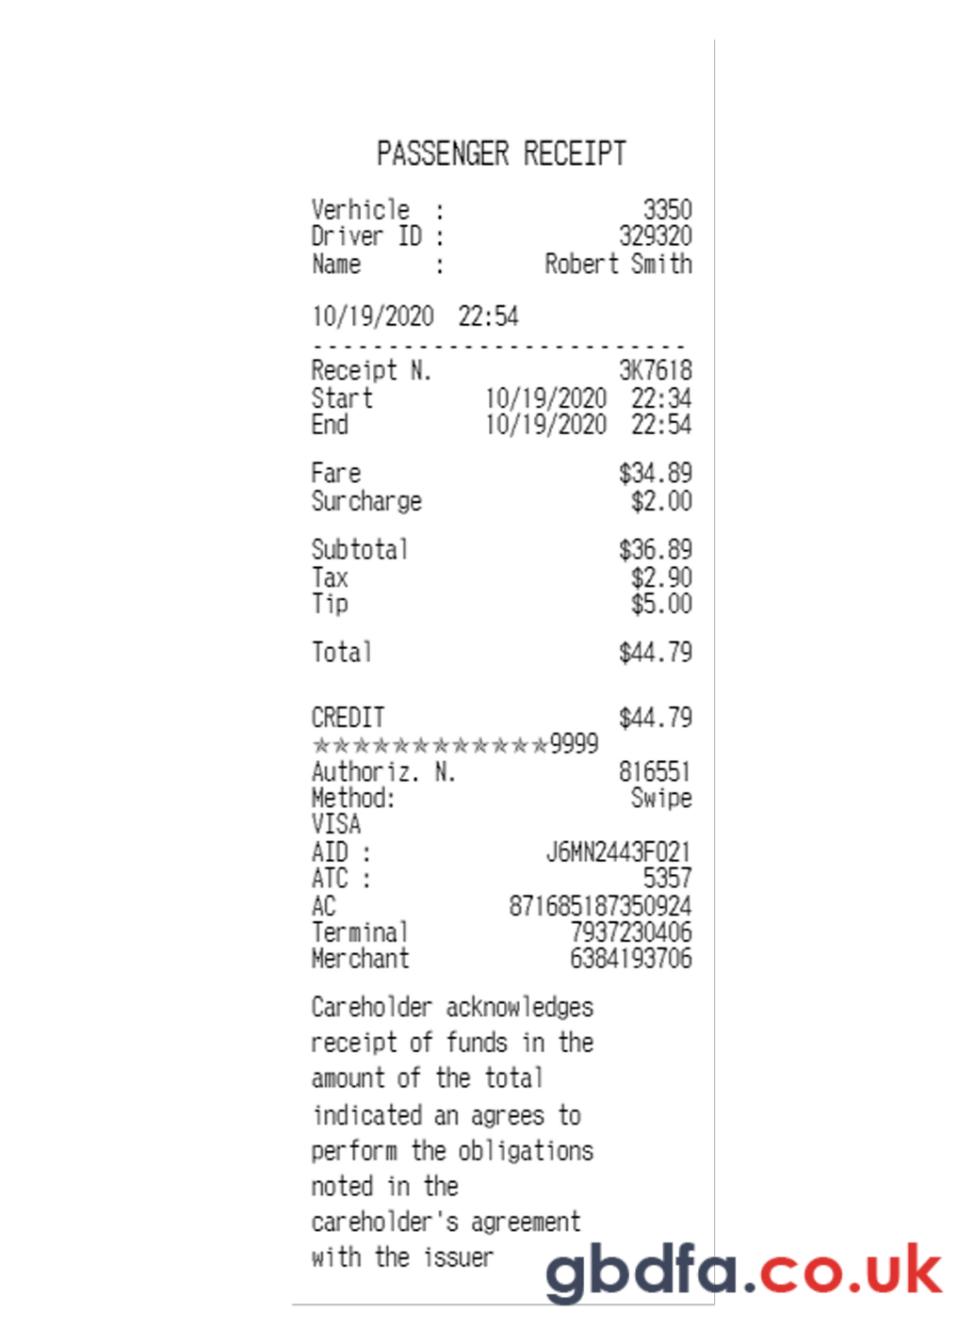 PASSENGER RECEIPT
Verhicle : 3350
Driver ID : 329320
Name : Robert Smith
10/19/2020 22:54
- - - - - - - - - - - - - - - - - - - - - - - - -
Receipt N. 3K7618
Start 10/19/2020 22:34
End 10/19/2020 22:54
Fare $34.89
Surcharge $2.00
Subtotal $36.89
Tax $2.90
Tip $5.00
Total $44.79
CREDIT $44.79
************9999
Authoriz. N. 816551
Method: Swipe
VISA
AID : J6MN2443F021
ATC : 5357
AC 871685187350924
Terminal 7937230406
Merchant 6384193706
Careholder acknowledges
receipt of funds in the
amount of the total
indicated an agrees to
perform the obligations
noted in the
careholder's agreement
with the issuer
gbdfa.co.uk